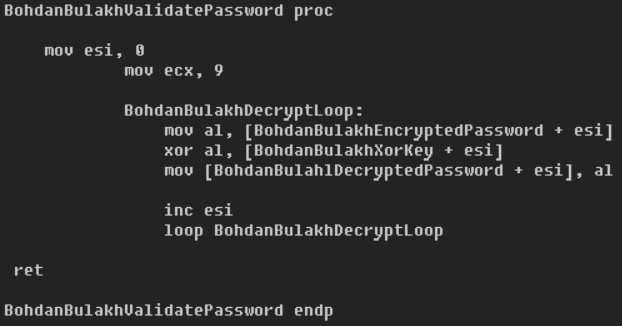 BohdanBulakhValidatePassword proc
mov esi, 0
mov ecx, 9
BohdanBulakhDecryptLoop:
mov al, [BohdanBulakhEncryptedPassword + esi]
xor al, [BohdanBulakhXorKey + esi]
mov [BohdanBulahlDecryptedPassword + esi], al
inc esi
loop BohdanBulakhDecryptLoop
ret
BohdanBulakhValidatePassword endp